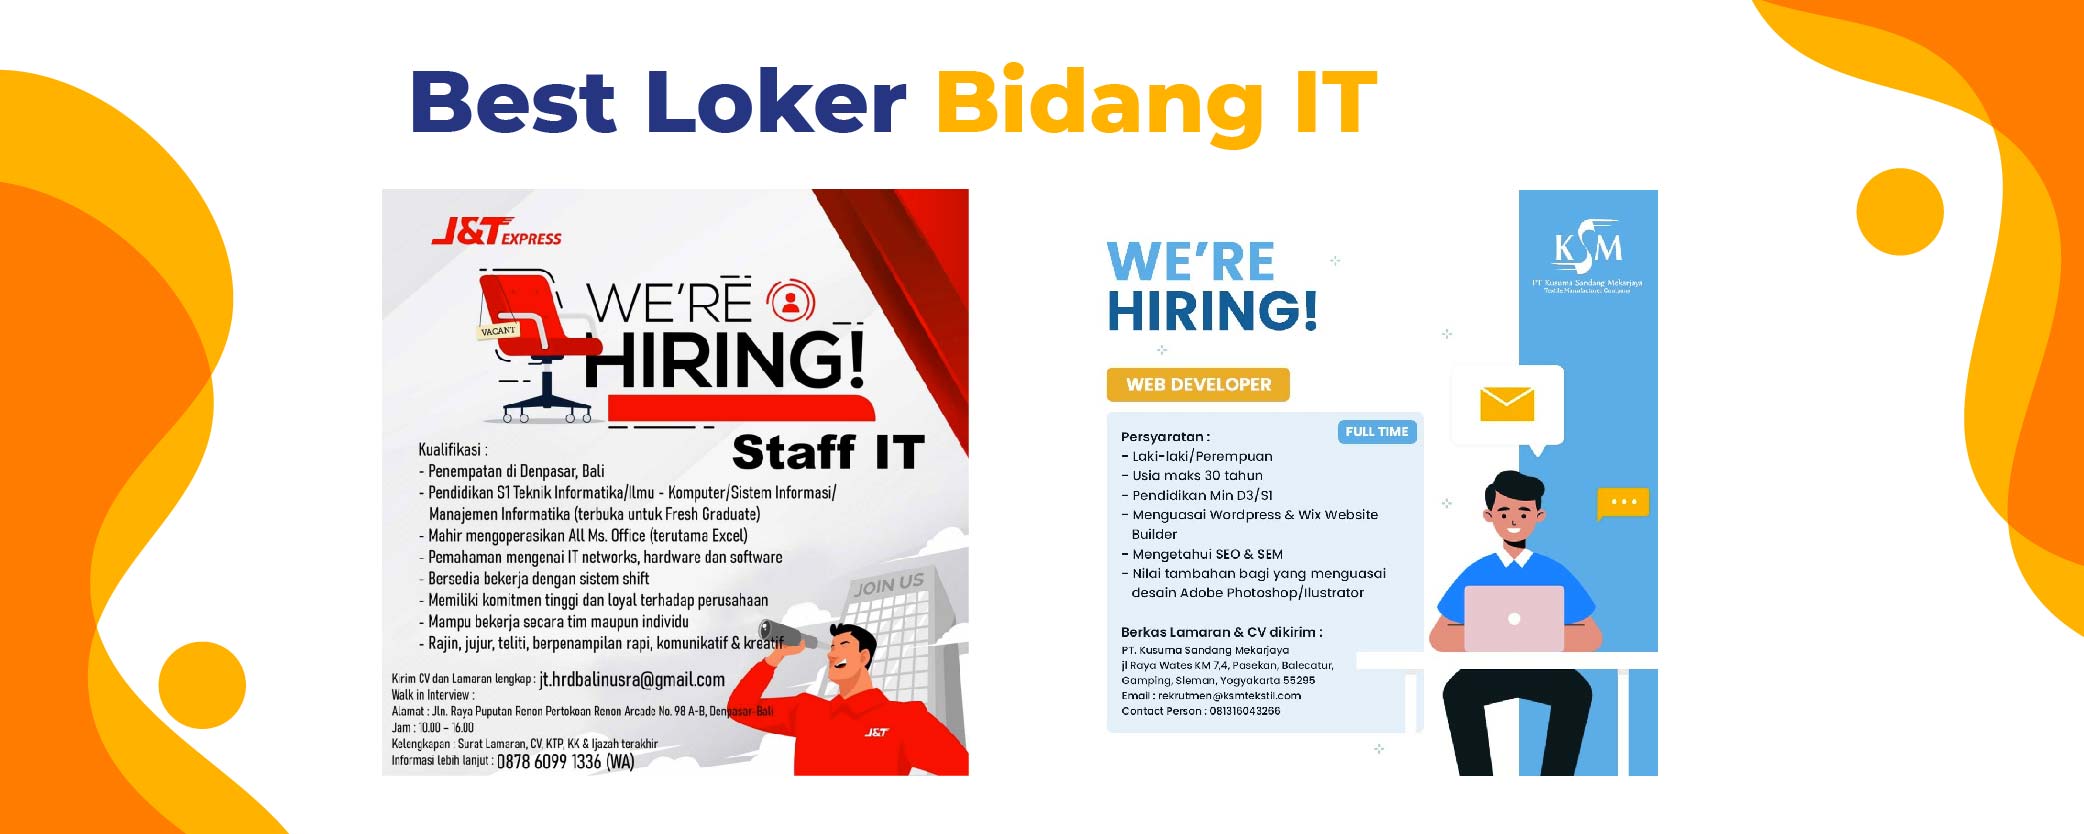 Best Loker Bidang IT
J&T EXPRESS
WE'RE
HIRING!
VACANT
Staff IT
Kualifikasi :
- Penempatan di Denpasar, Bali
- Pendidikan S1 Teknik Informatika/Ilmu - Komputer/Sistem Informasi/
Manajemen Informatika (terbuka untuk Fresh Graduate)
- Mahir mengoperasikan All Ms. Office (terutama Excel)
- Pemahaman mengenai IT networks, hardware dan software
- Bersedia bekerja dengan sistem shift
- Memiliki komitmen tinggi dan loyal terhadap perusahaan
- Mampu bekerja secara tim maupun individu
- Rajin, jujur, teliti, berpenampilan rapi, komunikatif & kreatif
JOIN US
J&T
Kirim CV dan Lamaran lengkap : jt.hrdbalinusra@gmail.com
Walk in Interview :
Alamat : Jln. Raya Puputan Renon Pertokoan Renon Arcade No. 98 A-B, Denpasar-Bali
Jam : 10.00 - 16.00
Kelengkapan : Surat Lamaran, CV, KTP, KK & Ijazah terakhir
Informasi lebih lanjut : 0878 6099 1336 (WA)
WE'RE
HIRING!
KSM
PT Kusuma Sandang Mekarjaya
Textile Manufacturer Company
WEB DEVELOPER
FULL TIME
Persyaratan :
- Laki-laki/Perempuan
- Usia maks 30 tahun
- Pendidikan Min D3/S1
- Menguasai Wordpress & Wix Website
Builder
- Mengetahui SEO & SEM
- Nilai tambahan bagi yang menguasai
desain Adobe Photoshop/Ilustrator
Berkas Lamaran & CV dikirim :
PT. Kusuma Sandang Mekarjaya
jl Raya Wates KM 7,4, Pasekan, Balecatur,
Gamping, Sleman, Yogyakarta 55295
Email : rekrutmen@ksmtekstil.com
Contact Person : 081316043266